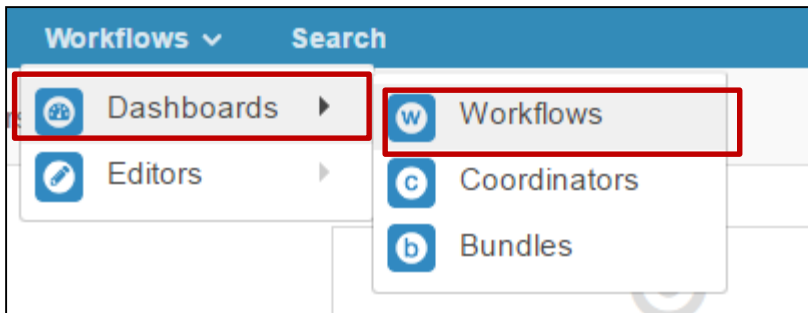 Workflows Search
Dashboards
Workflows
Editors
Coordinators
Bundles